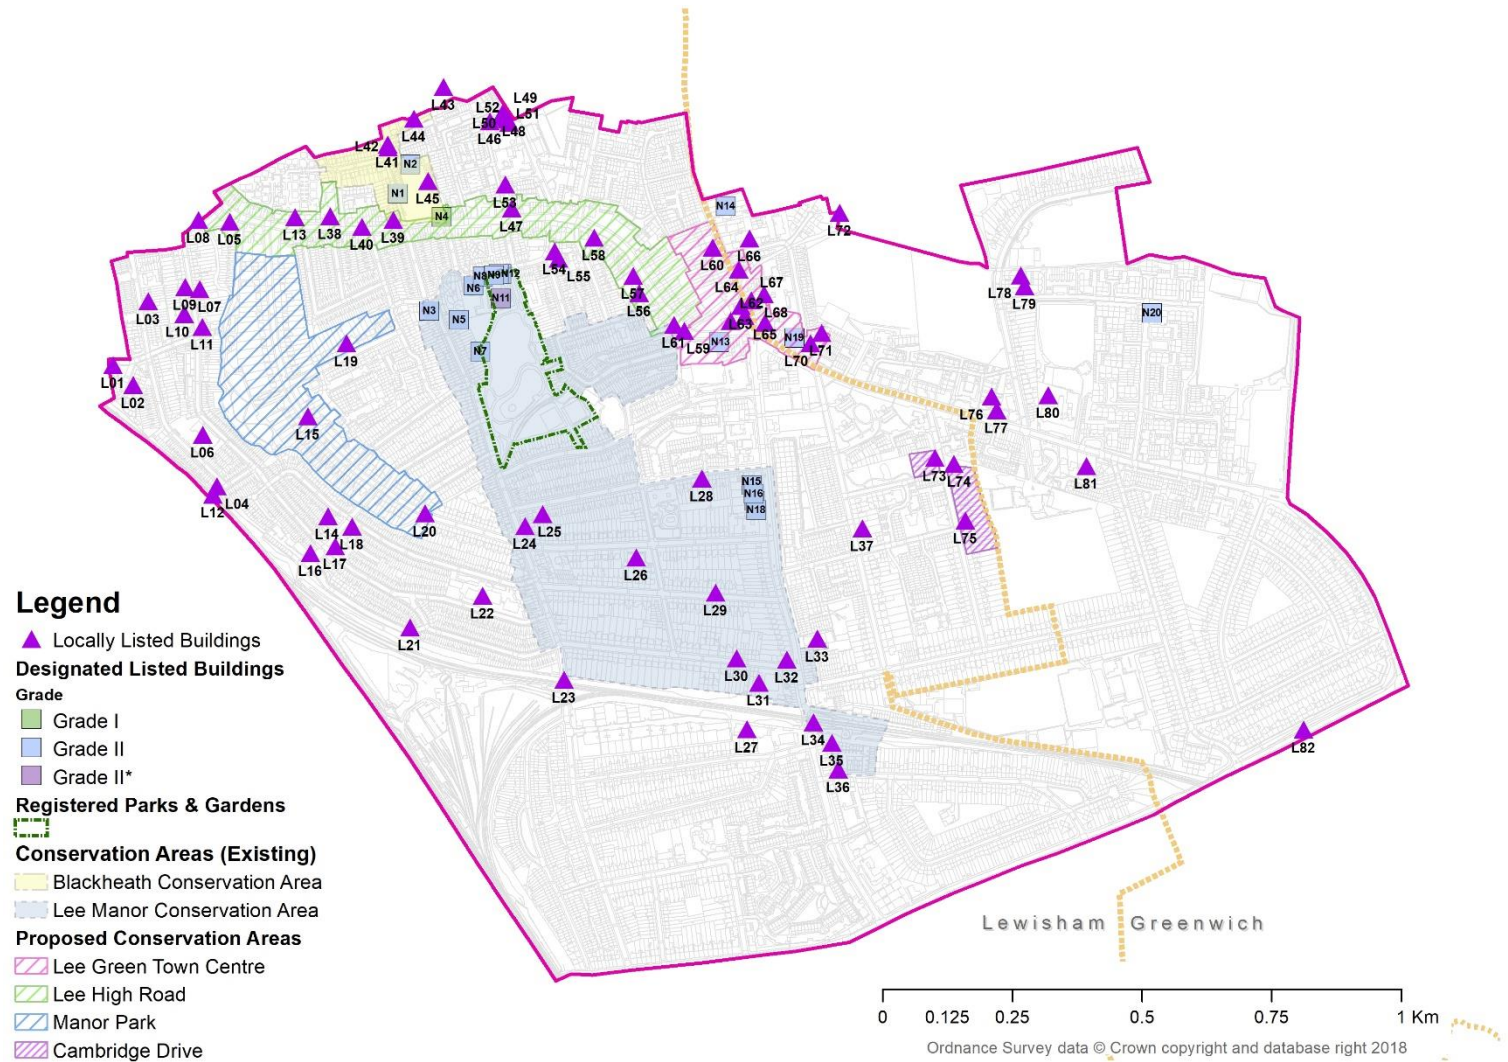 L43
L49
L52
L51
L50
L48
L46
L44
L42
L41
N2
N1
L45
N4
L53
L47
N14
L72
L08
L05
L13
L38
L40
L39
L58
L54
L55
L60
L66
L64
L67
L62
L68
L63
L65
L57
L56
L61
L59
N13
N19
L70
L71
L78
L79
N20
N8
N9
N12
N6
N11
N3
N5
N7
L09
L07
L03
L10
L11
L19
L01
L02
L15
L06
L04
L12
L14
L18
L17
L16
L20
L25
L24
L28
N15
N16
N18
L26
L29
L37
L76
L77
L80
L73
L74
L81
L75
L22
L21
L23
L30
L32
L31
L33
L27
L34
L35
L36
L82
Legend
Locally Listed Buildings
Designated Listed Buildings
Grade
Grade I
Grade II
Grade II*
Registered Parks & Gardens
Conservation Areas (Existing)
Blackheath Conservation Area
Lee Manor Conservation Area
Proposed Conservation Areas
Lee Green Town Centre
Lee High Road
Manor Park
Cambridge Drive
Lewisham Greenwich
0 0.125 0.25 0.5 0.75 1 Km
Ordnance Survey data © Crown copyright and database right 2018